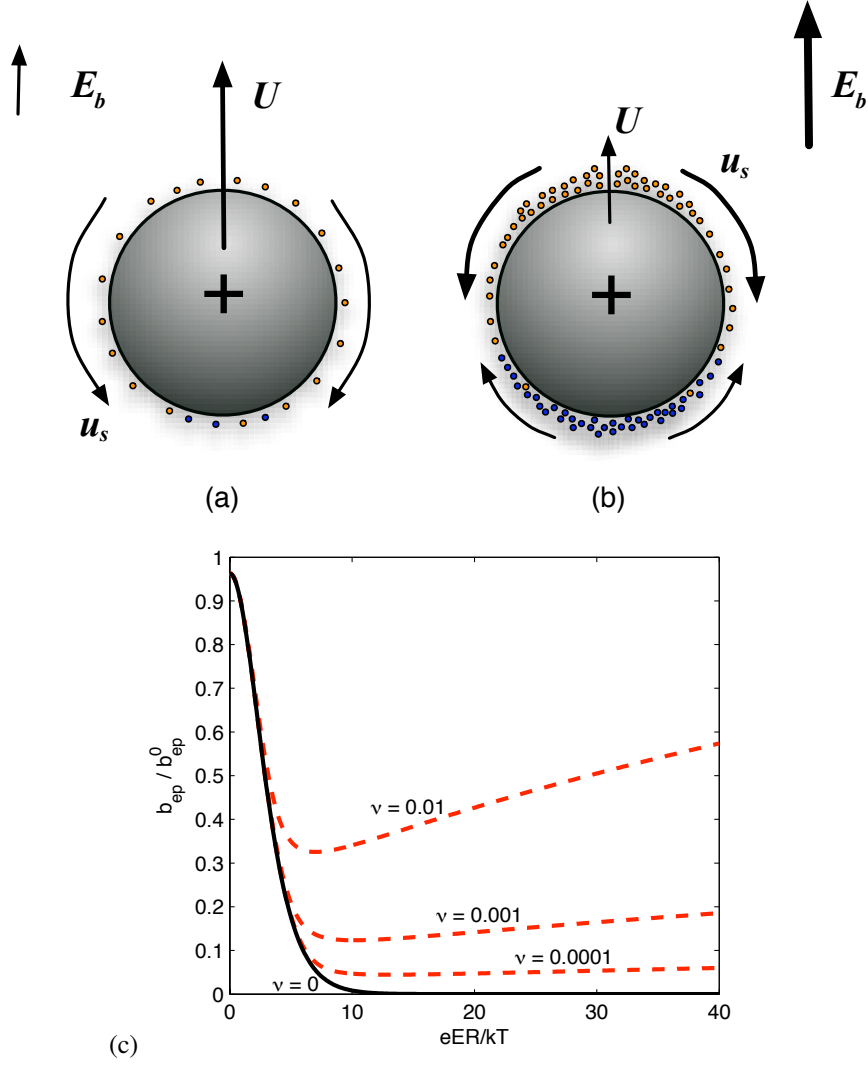 E_b U U E_b
u_s
+ +
u_s
(a) (b)
1
0.9
0.8
0.7
0.6
0.5
0.4
0.3
0.2
0.1
0
b_ep / b_ep^0
ν = 0.01
ν = 0.001
ν = 0.0001
ν = 0
0 10 20 30 40
eER/kT
(c)